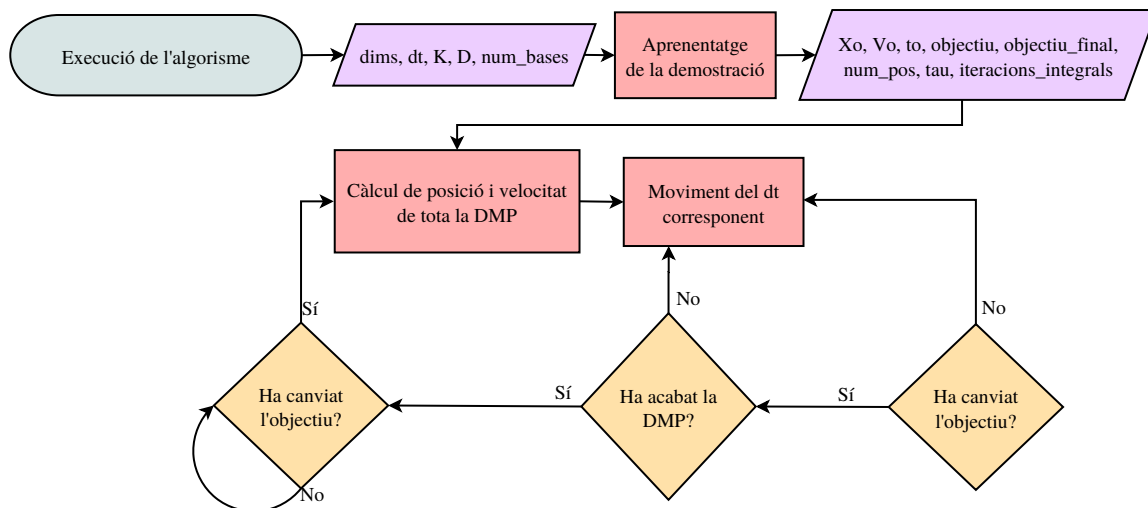 Execució de l'algorisme
dims, dt, K, D, num_bases
Aprenentatge
de la demostració
Xo, Vo, to, objectiu, objectiu_final,
num_pos, tau, iteracions_integrals
Càlcul de posició i velocitat
de tota la DMP
Moviment del dt
corresponent
Sí
No
No
Ha canviat
l'objectiu?
Sí
Ha acabat la
DMP?
Sí
Ha canviat
l'objectiu?
No